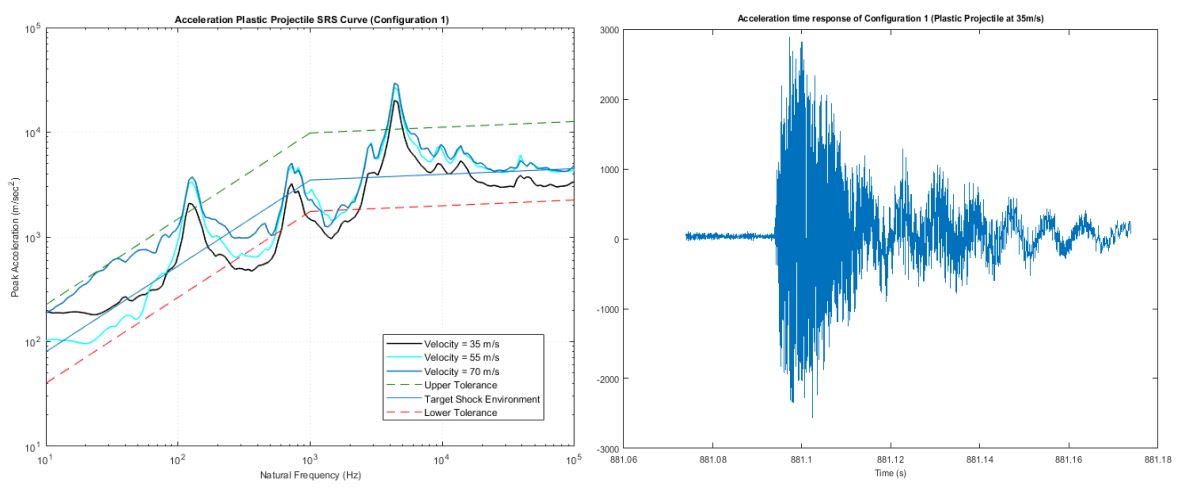 Acceleration Plastic Projectile SRS Curve (Configuration 1)
10^5
10^4
10^3
10^2
10^1
Peak Acceleration (m/sec^2)
10^1 10^2 10^3 10^4 10^5
Natural Frequency (Hz)
Velocity = 35 m/s
Velocity = 55 m/s
Velocity = 70 m/s
Upper Tolerance
Target Shock Environment
Lower Tolerance
Acceleration time response of Configuration 1 (Plastic Projectile at 35m/s)
3000
2000
1000
0
-1000
-2000
-3000
881.06 881.08 881.1 881.12 881.14 881.16 881.18
Time (s)